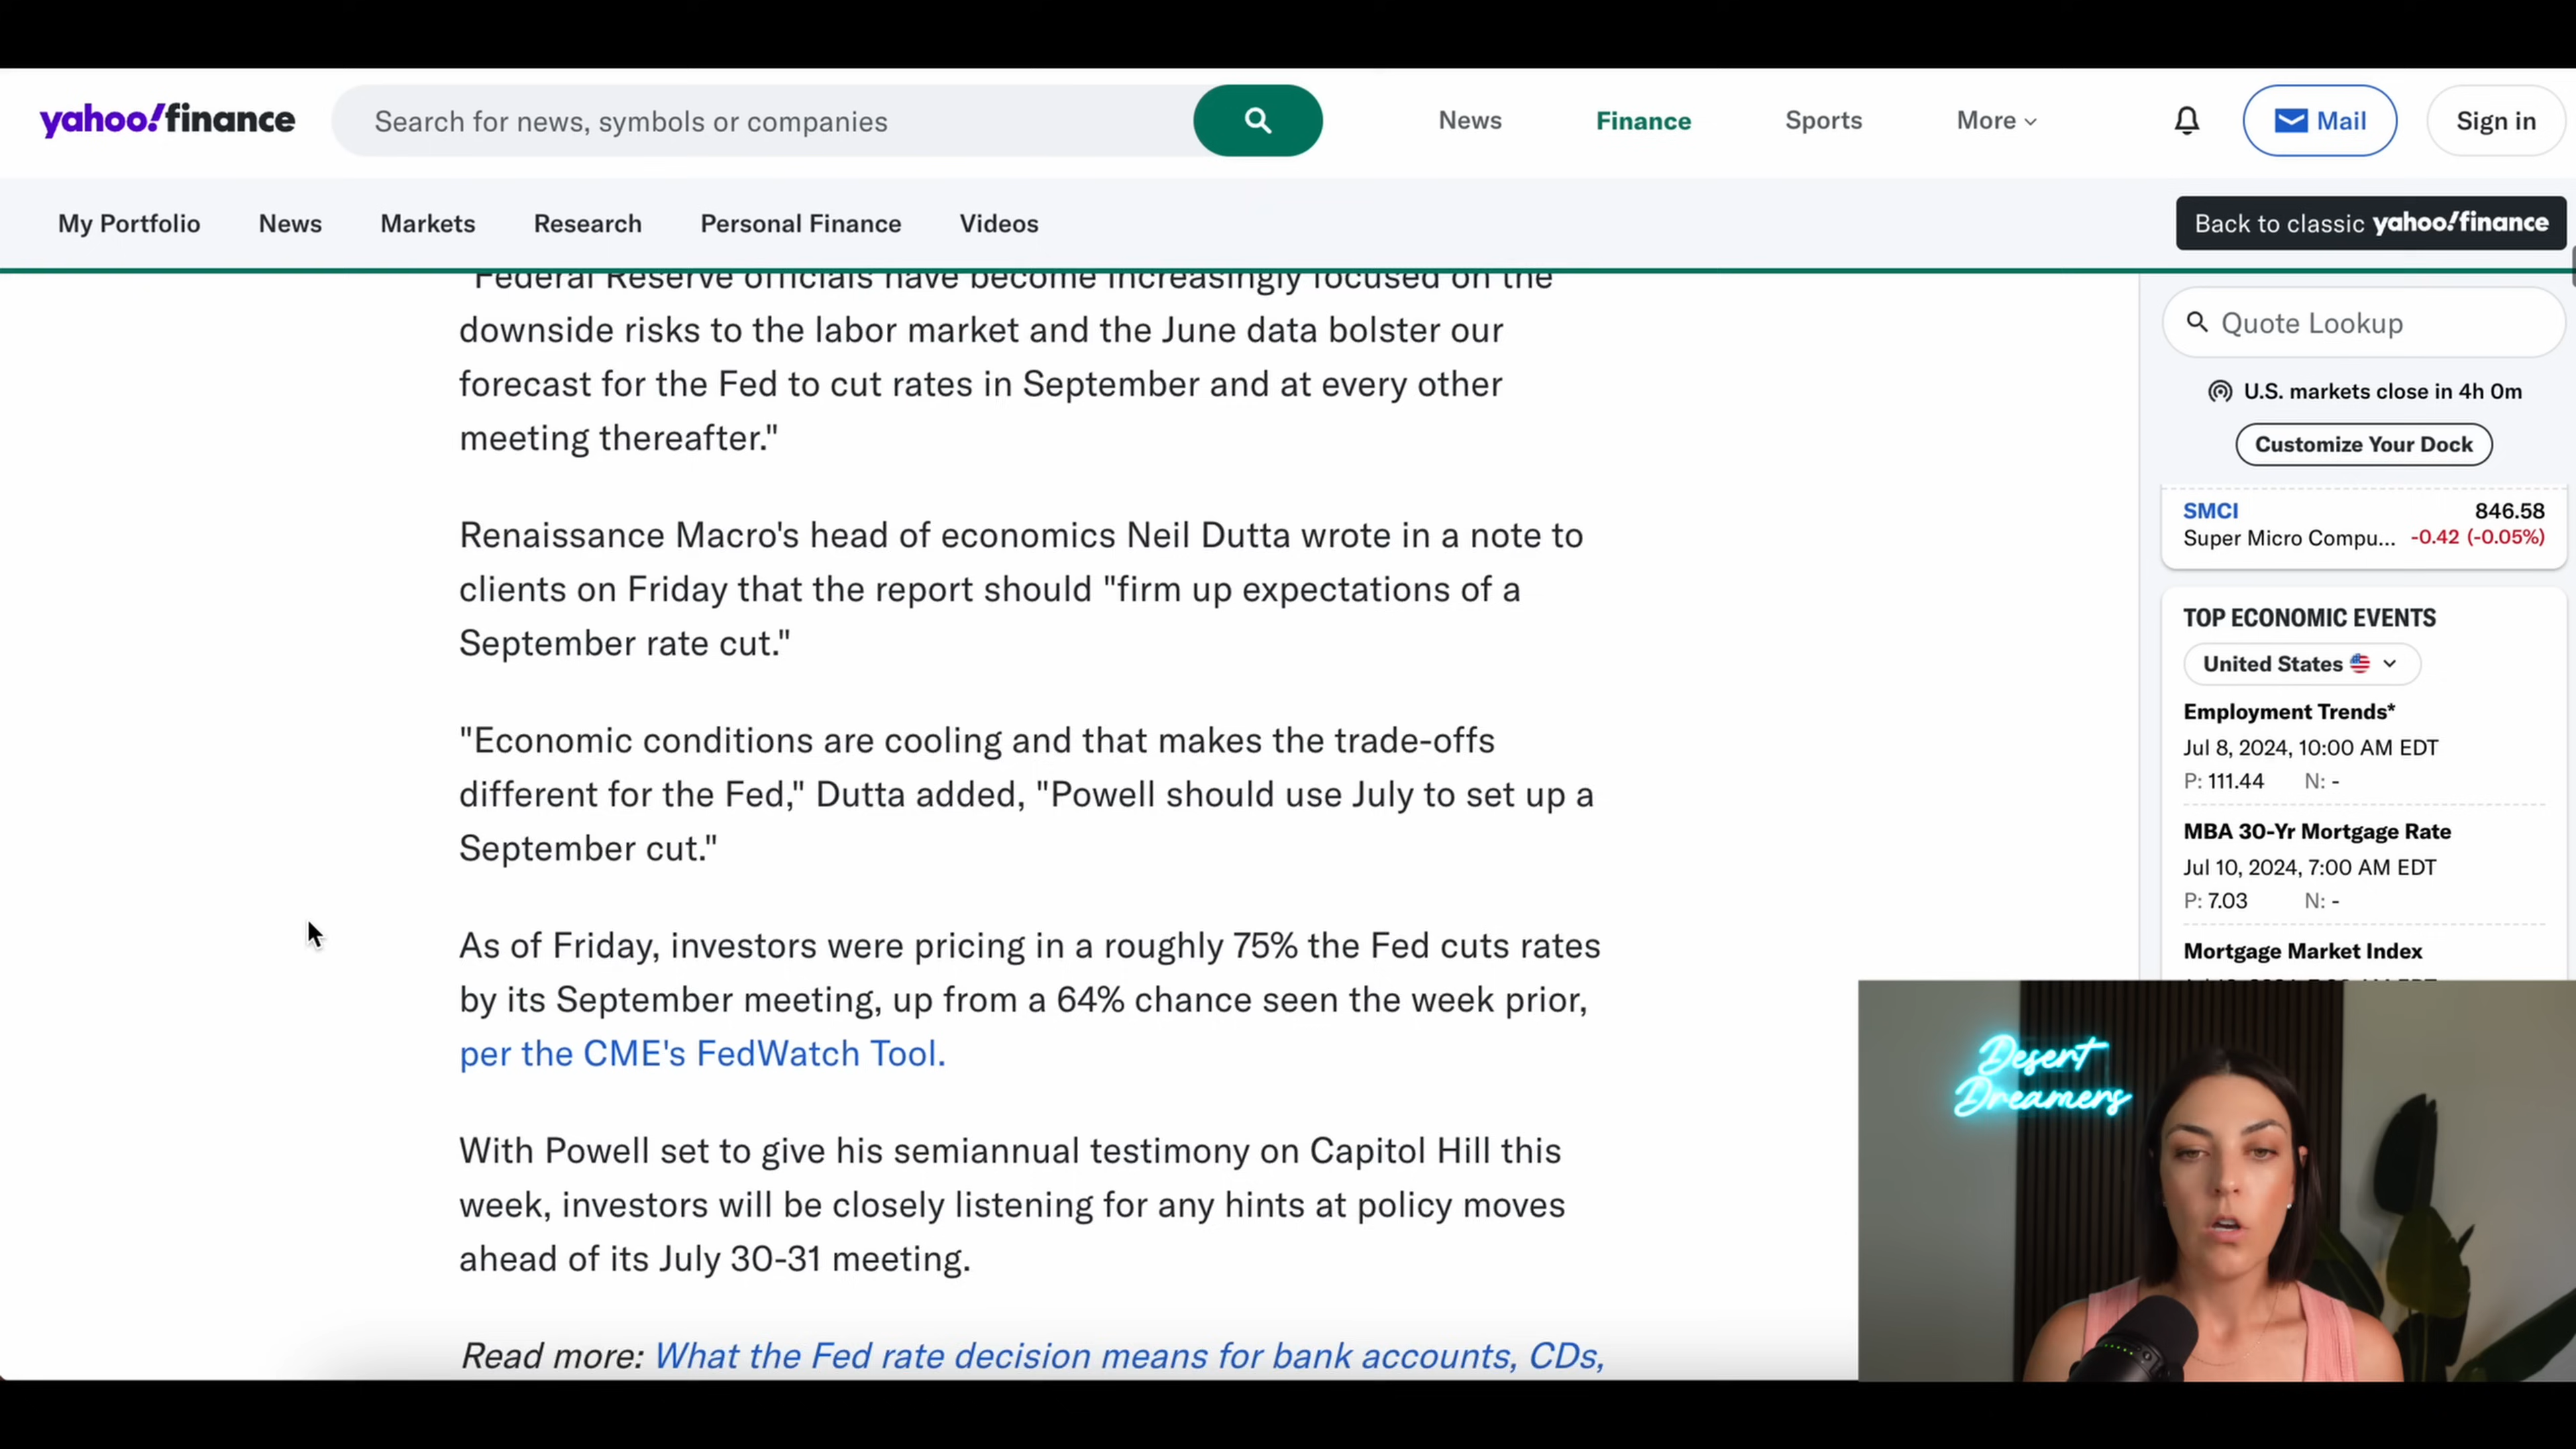 yahoo!finance
Search for news, symbols or companies
News
Finance
Sports
More
Mail
Sign in
My Portfolio
News
Markets
Research
Personal Finance
Videos
Back to classic yahoo!finance
"Federal Reserve officials have become increasingly focused on the
downside risks to the labor market and the June data bolster our
forecast for the Fed to cut rates in September and at every other
meeting thereafter."
Renaissance Macro's head of economics Neil Dutta wrote in a note to
clients on Friday that the report should "firm up expectations of a
September rate cut."
"Economic conditions are cooling and that makes the trade-offs
different for the Fed," Dutta added, "Powell should use July to set up a
September cut."
As of Friday, investors were pricing in a roughly 75% the Fed cuts rates
by its September meeting, up from a 64% chance seen the week prior,
per the CME's FedWatch Tool.
With Powell set to give his semiannual testimony on Capitol Hill this
week, investors will be closely listening for any hints at policy moves
ahead of its July 30-31 meeting.
Read more: What the Fed rate decision means for bank accounts, CDs,
Quote Lookup
U.S. markets close in 4h 0m
Customize Your Dock
SMCI 846.58
Super Micro Compu... -0.42 (-0.05%)
TOP ECONOMIC EVENTS
United States
Employment Trends*
Jul 8, 2024, 10:00 AM EDT
P: 111.44 N: -
MBA 30-Yr Mortgage Rate
Jul 10, 2024, 7:00 AM EDT
P: 7.03 N: -
Mortgage Market Index
Desert
Dreamers